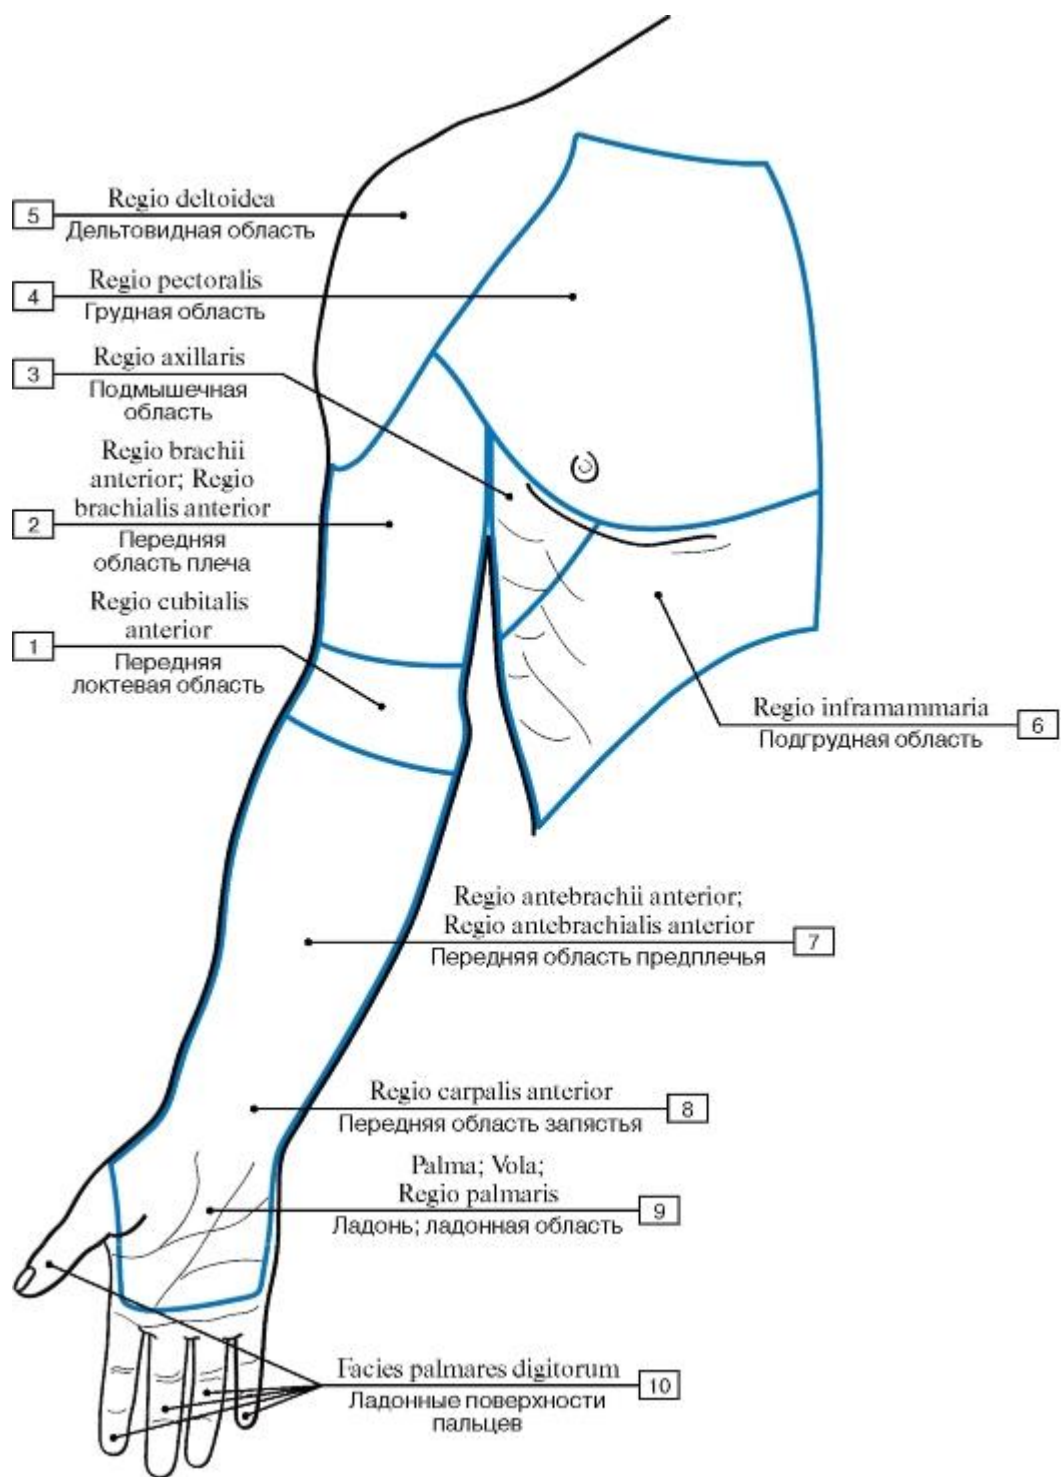 5
Regio deltoidea
Дельтовидная область
4
Regio pectoralis
Грудная область
3
Regio axillaris
Подмышечная
область
2
Regio brachii
anterior; Regio
brachialis anterior
Передняя
область плеча
1
Regio cubitalis
anterior
Передняя
локтевая область
Regio inframammaria
Подгрудная область
6
Regio antebrachii anterior;
Regio antebrachialis anterior
Передняя область предплечья
7
Regio carpalis anterior
Передняя область запястья
8
Palma; Vola;
Regio palmaris
Ладонь; ладонная область
9
Facies palmares digitorum
Ладонные поверхности
пальцев
10